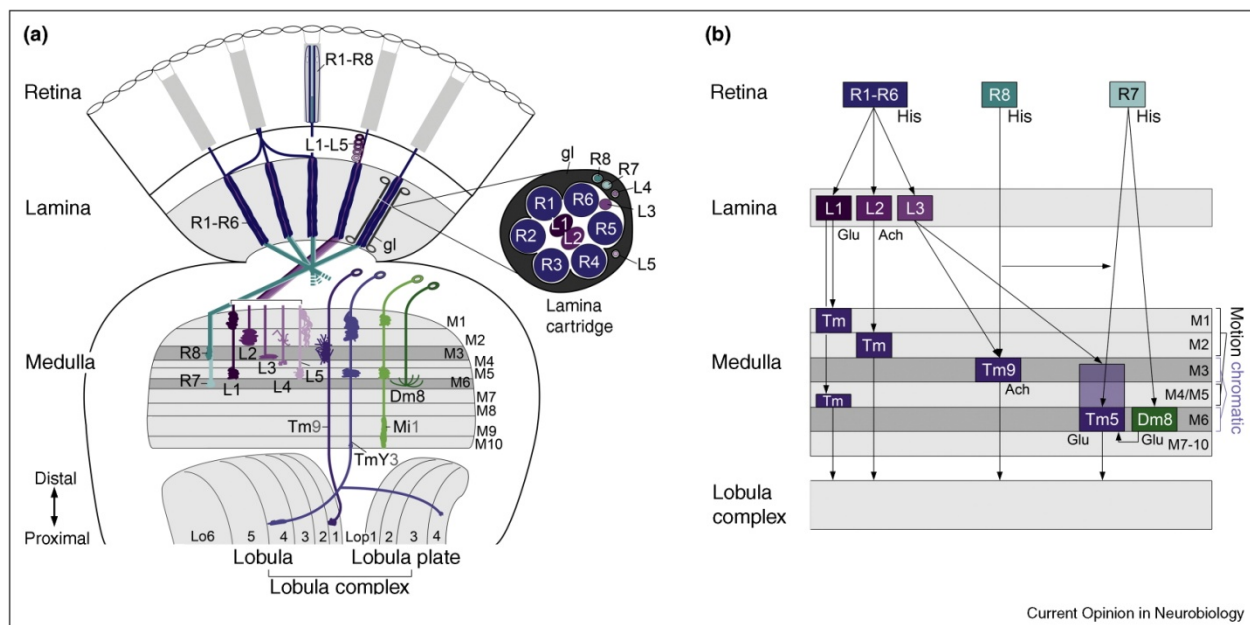 (a)
Retina
R1-R8
L1-L5
Lamina
R1-R6
gl
gl
R8
R7
L4
L3
L5
R1
R6
R2
R5
R3
R4
L1
L2
Lamina
cartridge
Medulla
R8
R7
L1
L2
L3
L4
L5
Dm8
Tm9
Mi1
TmY3
M1
M2
M3
M4
M5
M6
M7
M8
M9
M10
Distal
Proximal
Lo6
5
4
3
2
1
Lop1
2
3
4
Lobula
Lobula plate
Lobula complex
(b)
Retina
R1-R6
His
R8
His
R7
His
Lamina
L1
L2
L3
Glu
Ach
Medulla
Tm
M1
Tm
M2
Tm9
M3
Ach
Tm
M4/M5
Tm5
Dm8
M6
Glu
Glu
M7-10
Motion
chromatic
Lobula
complex
Current Opinion in Neurobiology